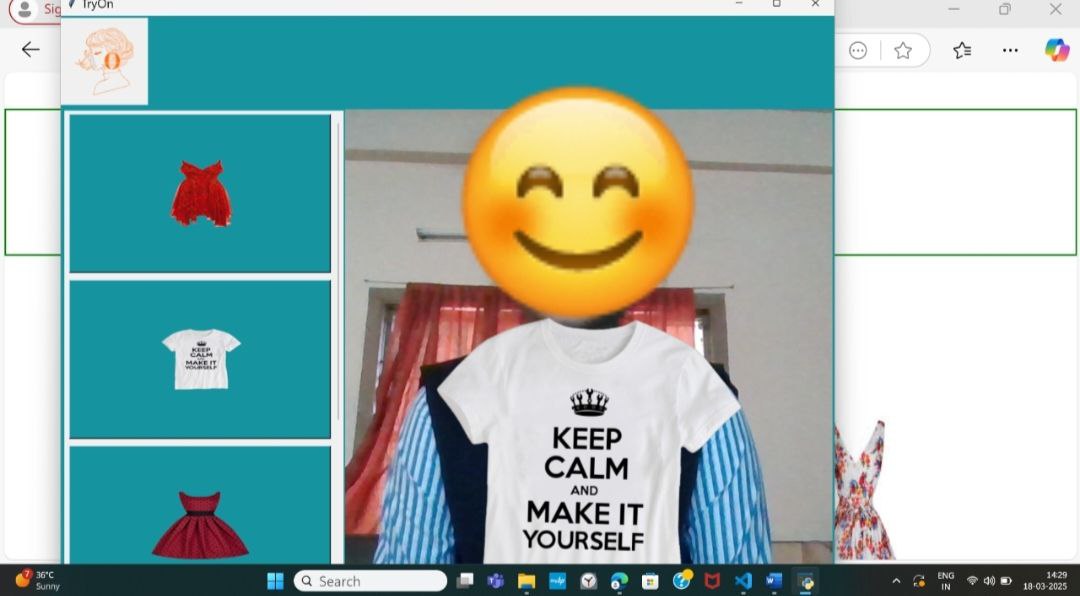 Sig
TryOn
KEEP
CALM
AND
MAKE IT
YOURSELF
KEEP
CALM
AND
MAKE IT
YOURSELF
7
36°C
Sunny
Search
ENG
IN
14:29
18-03-2025